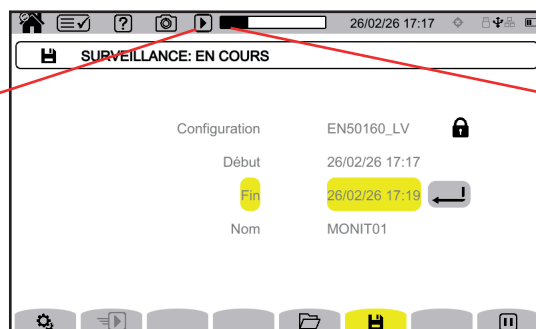 26/02/26 17:17
SURVEILLANCE: EN COURS
Configuration EN50160_LV
Début 26/02/26 17:17
Fin 26/02/26 17:19
Nom MONIT01